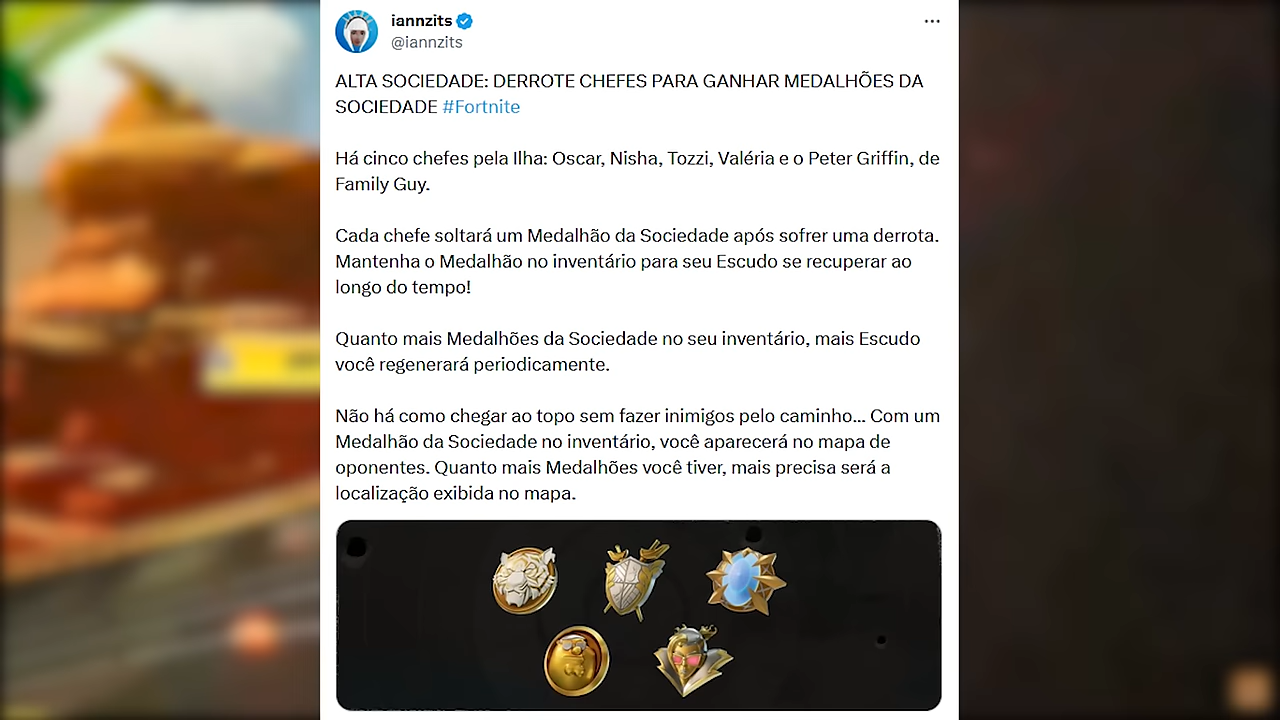 iannzits
@iannzits
ALTA SOCIEDADE: DERROTE CHEFES PARA GANHAR MEDALHÕES DA
SOCIEDADE #Fortnite
Há cinco chefes pela Ilha: Oscar, Nisha, Tozzi, Valéria e o Peter Griffin, de
Family Guy.
Cada chefe soltará um Medalhão da Sociedade após sofrer uma derrota.
Mantenha o Medalhão no inventário para seu Escudo se recuperar ao
longo do tempo!
Quanto mais Medalhões da Sociedade no seu inventário, mais Escudo
você regenerará periodicamente.
Não há como chegar ao topo sem fazer inimigos pelo caminho... Com um
Medalhão da Sociedade no inventário, você aparecerá no mapa de
oponentes. Quanto mais Medalhões você tiver, mais precisa será a
localização exibida no mapa.